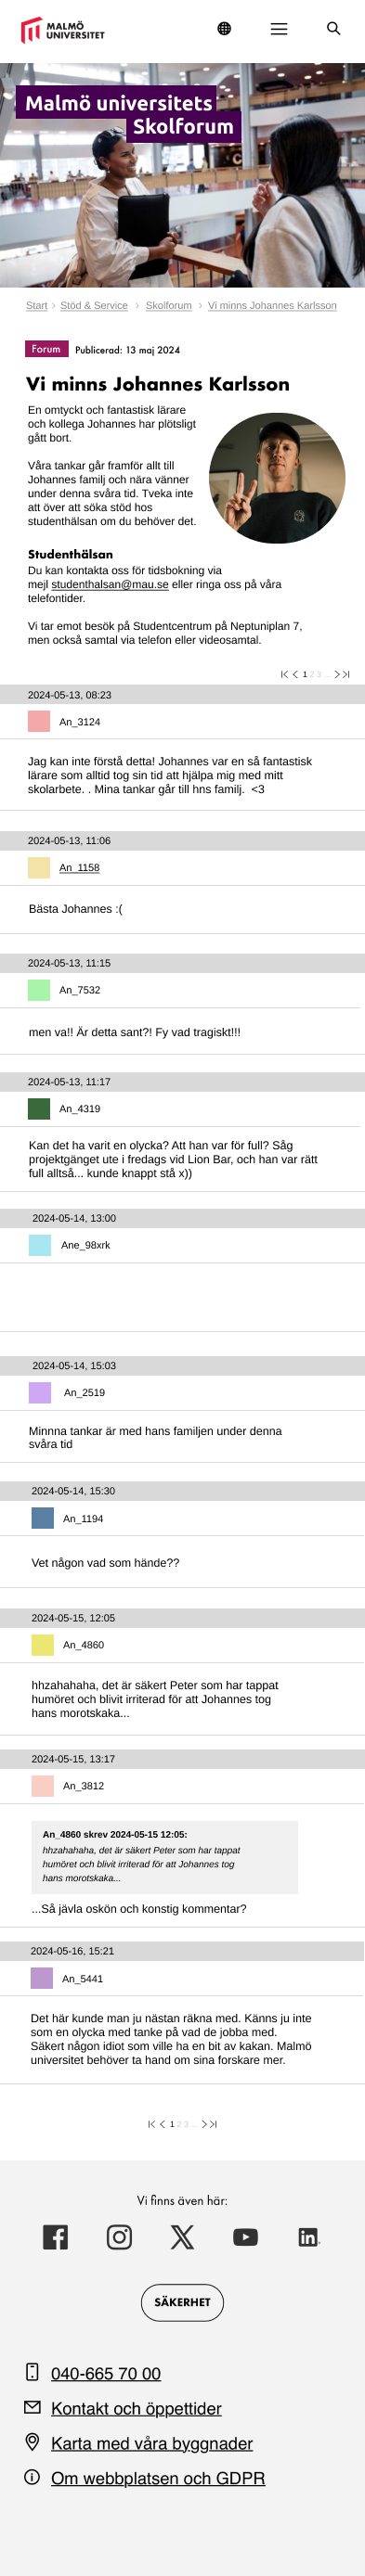 MALMÖ
UNIVERSITET
Malmö universitets
Skolforum
Start › Stöd & Service › Skolforum › Vi minns Johannes Karlsson
Forum Publicerad: 13 maj 2024
Vi minns Johannes Karlsson
En omtyckt och fantastisk lärare
och kollega Johannes har plötsligt
gått bort.
Våra tankar går framför allt till
Johannes familj och nära vänner
under denna svåra tid. Tveka inte
att över att söka stöd hos
studenthälsan om du behöver det.
Studenthälsan
Du kan kontakta oss för tidsbokning via
mejl studenthalsan@mau.se eller ringa oss på våra
telefontider.
Vi tar emot besök på Studentcentrum på Neptuniplan 7,
men också samtal via telefon eller videosamtal.
1 2 3 ...
2024-05-13, 08:23
An_3124
Jag kan inte förstå detta! Johannes var en så fantastisk
lärare som alltid tog sin tid att hjälpa mig med mitt
skolarbete. . Mina tankar går till hns familj. <3
2024-05-13, 11:06
An_1158
Bästa Johannes :(
2024-05-13, 11:15
An_7532
men va!! Är detta sant?! Fy vad tragiskt!!!
2024-05-13, 11:17
An_4319
Kan det ha varit en olycka? Att han var för full? Såg
projektgänget ute i fredags vid Lion Bar, och han var rätt
full alltså... kunde knappt stå x))
2024-05-14, 13:00
Ane_98xrk
2024-05-14, 15:03
An_2519
Minnna tankar är med hans familjen under denna
svåra tid
2024-05-14, 15:30
An_1194
Vet någon vad som hände??
2024-05-15, 12:05
An_4860
hhzahahaha, det är säkert Peter som har tappat
humöret och blivit irriterad för att Johannes tog
hans morotskaka...
2024-05-15, 13:17
An_3812
An_4860 skrev 2024-05-15 12:05:
hhzahahaha, det är säkert Peter som har tappat
humöret och blivit irriterad för att Johannes tog
hans morotskaka...
...Så jävla oskön och konstig kommentar?
2024-05-16, 15:21
An_5441
Det här kunde man ju nästan räkna med. Känns ju inte
som en olycka med tanke på vad de jobba med.
Säkert någon idiot som ville ha en bit av kakan. Malmö
universitet behöver ta hand om sina forskare mer.
1 2 3 ...
Vi finns även här:
SÄKERHET
040-665 70 00
Kontakt och öppettider
Karta med våra byggnader
Om webbplatsen och GDPR